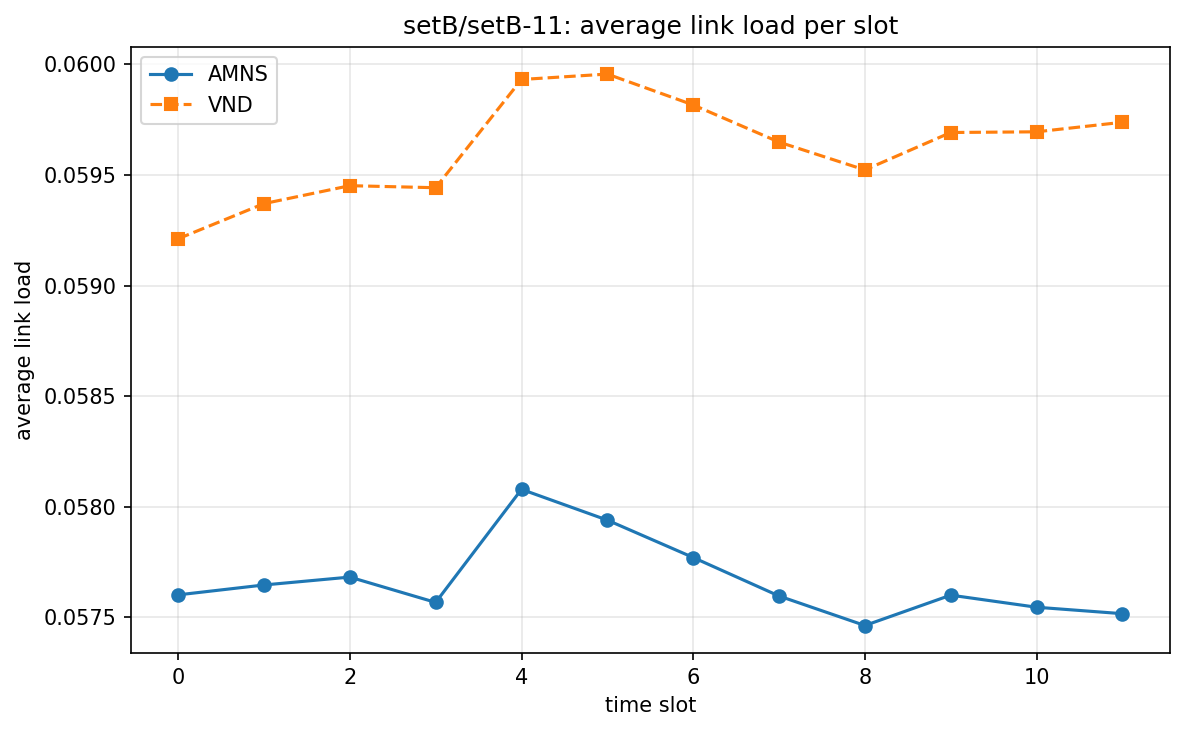 setB/setB-11: average link load per slot
AMNS
VND
0.0600
0.0595
0.0590
0.0585
0.0580
0.0575
average link load
0 2 4 6 8 10
time slot